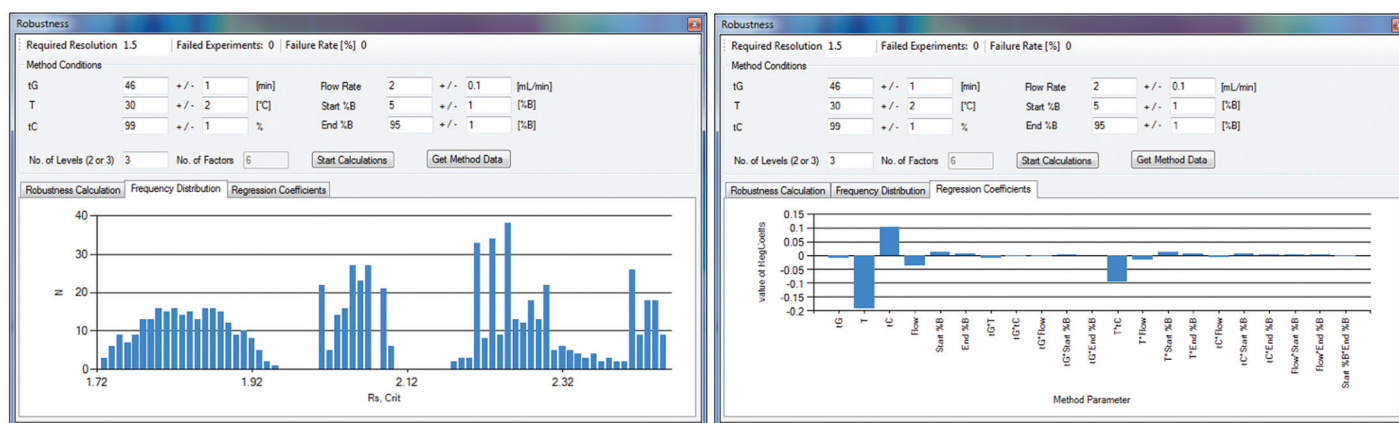 Robustness
Required Resolution 1.5 Failed Experiments: 0 Failure Rate [%] 0
Method Conditions
tG 46 +/- 1 [min] Flow Rate 2 +/- 0.1 [mL/min]
T 30 +/- 2 [°C] Start %B 5 +/- 1 [%B]
tC 99 +/- 1 % End %B 95 +/- 1 [%B]
No. of Levels (2 or 3) 3 No. of Factors 6 Start Calculations Get Method Data
Robustness Calculation Frequency Distribution Regression Coefficients
40
30
20
10
0
N
1.72 1.92 2.12 2.32
Rs, Crit
Robustness
Required Resolution 1.5 Failed Experiments: 0 Failure Rate [%] 0
Method Conditions
tG 46 +/- 1 [min] Flow Rate 2 +/- 0.1 [mL/min]
T 30 +/- 2 [°C] Start %B 5 +/- 1 [%B]
tC 99 +/- 1 % End %B 95 +/- 1 [%B]
No. of Levels (2 or 3) 3 No. of Factors 6 Start Calculations Get Method Data
Robustness Calculation Frequency Distribution Regression Coefficients
value of RegCoeffs
0.15
0.1
0.05
0
-0.05
-0.1
-0.15
-0.2
tG
T
tC
Flow
Start %B
End %B
tG*T
tG*tC
tG*Flow
tG*Start %B
tG*End %B
T*tC
T*Flow
T*Start %B
T*End %B
tC*Flow
tC*Start %B
tC*End %B
Flow*Start %B
Flow*End %B
Start %B*End %B
Method Parameter